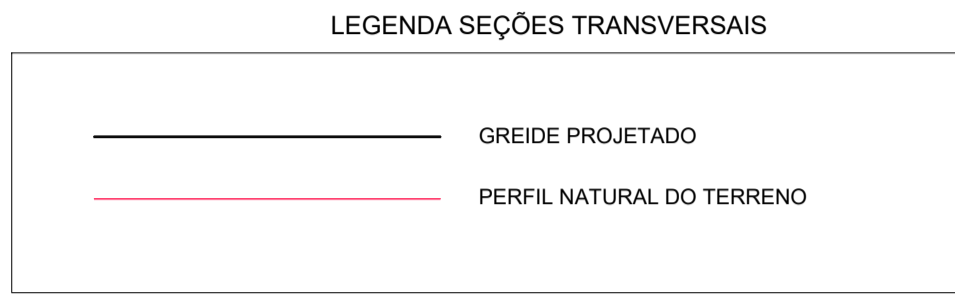 LEGENDA SEÇÕES TRANSVERSAIS
GREIDE PROJETADO
PERFIL NATURAL DO TERRENO